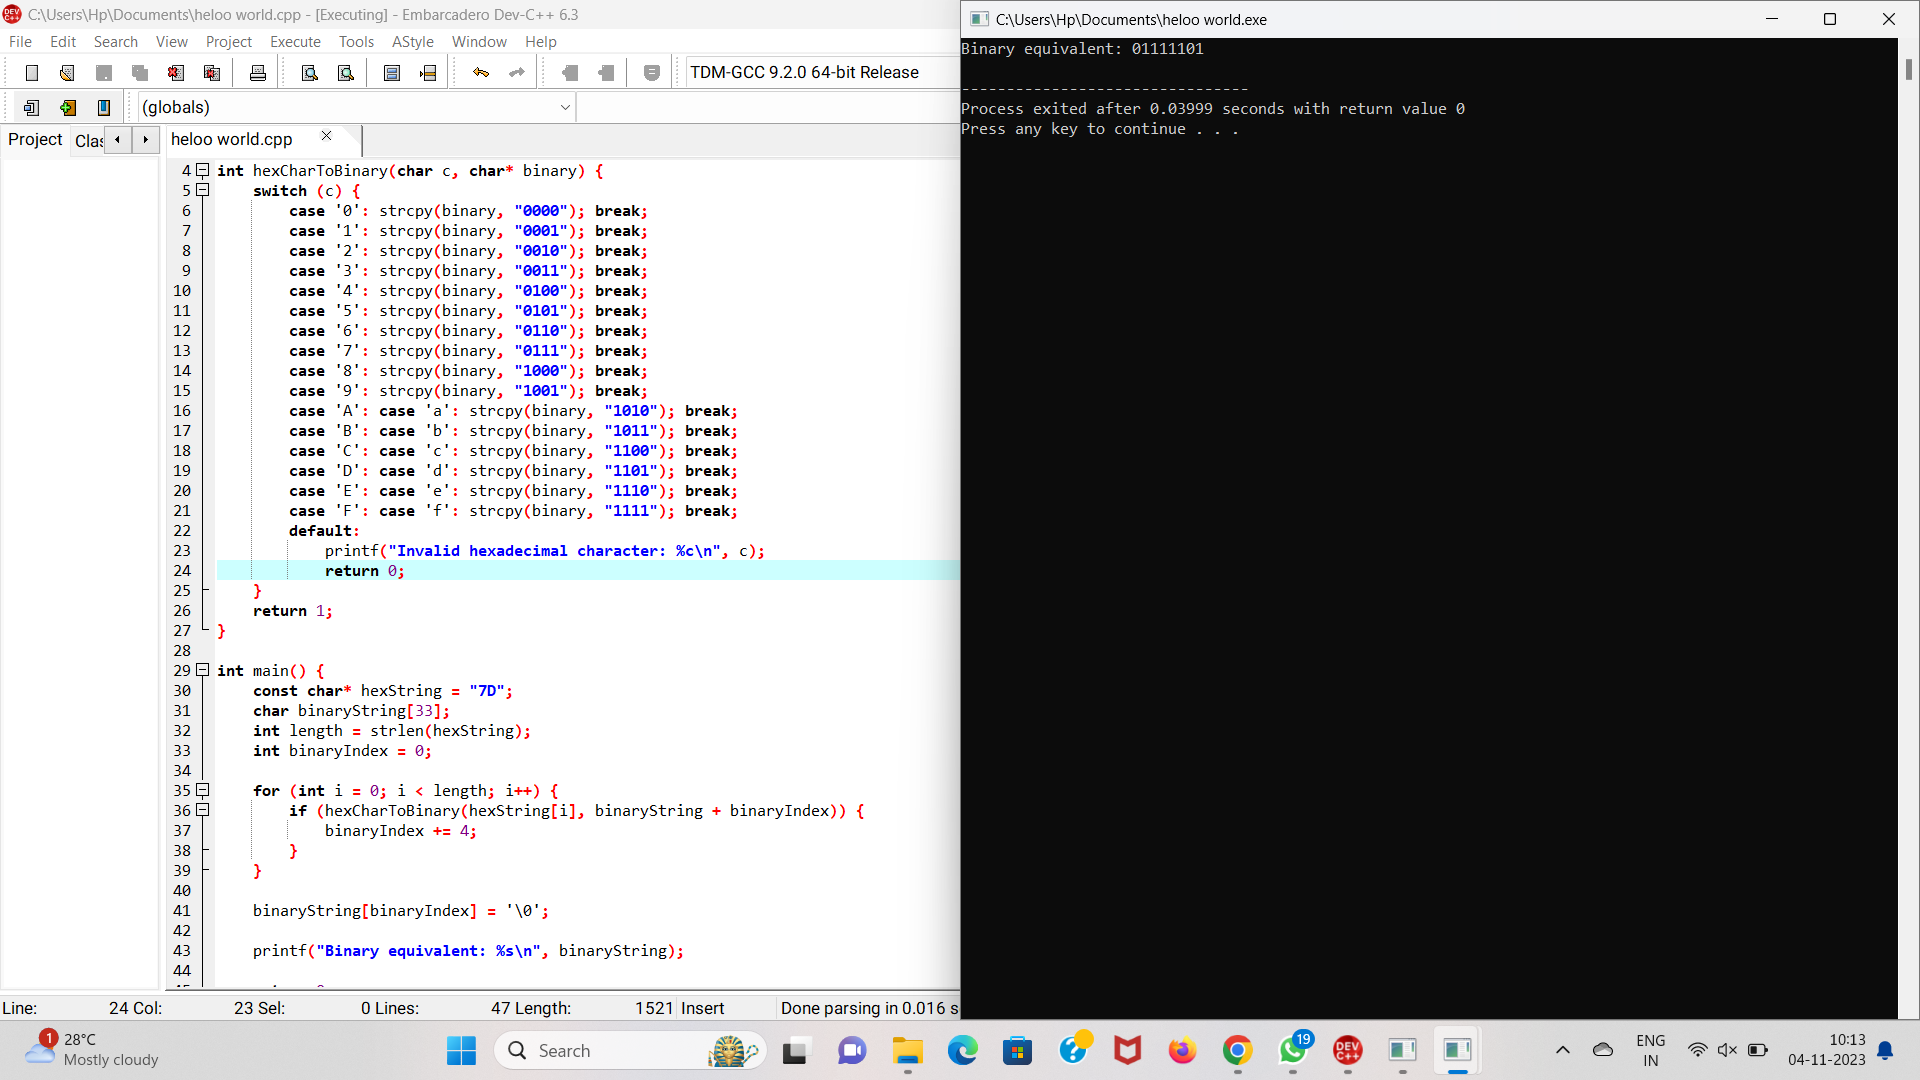 C:\Users\Hp\Documents\heloo world.cpp - [Executing] - Embarcadero Dev-C++ 6.3
File Edit Search View Project Execute Tools AStyle Window Help
TDM-GCC 9.2.0 64-bit Release
(globals)
Project Clas
heloo world.cpp
4 int hexCharToBinary(char c, char* binary) {
5 switch (c) {
6 case '0': strcpy(binary, "0000"); break;
7 case '1': strcpy(binary, "0001"); break;
8 case '2': strcpy(binary, "0010"); break;
9 case '3': strcpy(binary, "0011"); break;
10 case '4': strcpy(binary, "0100"); break;
11 case '5': strcpy(binary, "0101"); break;
12 case '6': strcpy(binary, "0110"); break;
13 case '7': strcpy(binary, "0111"); break;
14 case '8': strcpy(binary, "1000"); break;
15 case '9': strcpy(binary, "1001"); break;
16 case 'A': case 'a': strcpy(binary, "1010"); break;
17 case 'B': case 'b': strcpy(binary, "1011"); break;
18 case 'C': case 'c': strcpy(binary, "1100"); break;
19 case 'D': case 'd': strcpy(binary, "1101"); break;
20 case 'E': case 'e': strcpy(binary, "1110"); break;
21 case 'F': case 'f': strcpy(binary, "1111"); break;
22 default:
23 printf("Invalid hexadecimal character: %c\n", c);
24 return 0;
25 }
26 return 1;
27 }
28
29 int main() {
30 const char* hexString = "7D";
31 char binaryString[33];
32 int length = strlen(hexString);
33 int binaryIndex = 0;
34
35 for (int i = 0; i < length; i++) {
36 if (hexCharToBinary(hexString[i], binaryString + binaryIndex)) {
37 binaryIndex += 4;
38 }
39 }
40
41 binaryString[binaryIndex] = '\0';
42
43 printf("Binary equivalent: %s\n", binaryString);
44
Line: 24 Col: 23 Sel: 0 Lines: 47 Length: 1521 Insert Done parsing in 0.016 s
C:\Users\Hp\Documents\heloo world.exe
Binary equivalent: 01111101
--------------------------------
Process exited after 0.03999 seconds with return value 0
Press any key to continue . . .
1
28°C
Mostly cloudy
Search
19
DEV
C++
ENG
IN
10:13
04-11-2023